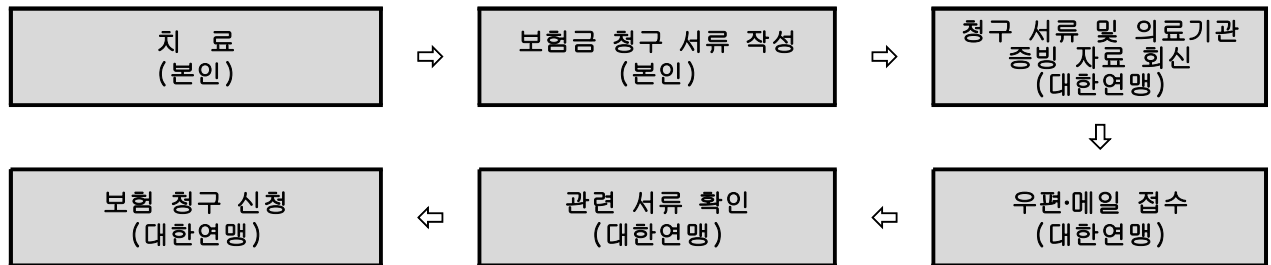 치 료
(본인)
보험금 청구 서류 작성
(본인)
청구 서류 및 의료기관
증빙 자료 회신
(대한연맹)
우편·메일 접수
(대한연맹)
관련 서류 확인
(대한연맹)
보험 청구 신청
(대한연맹)